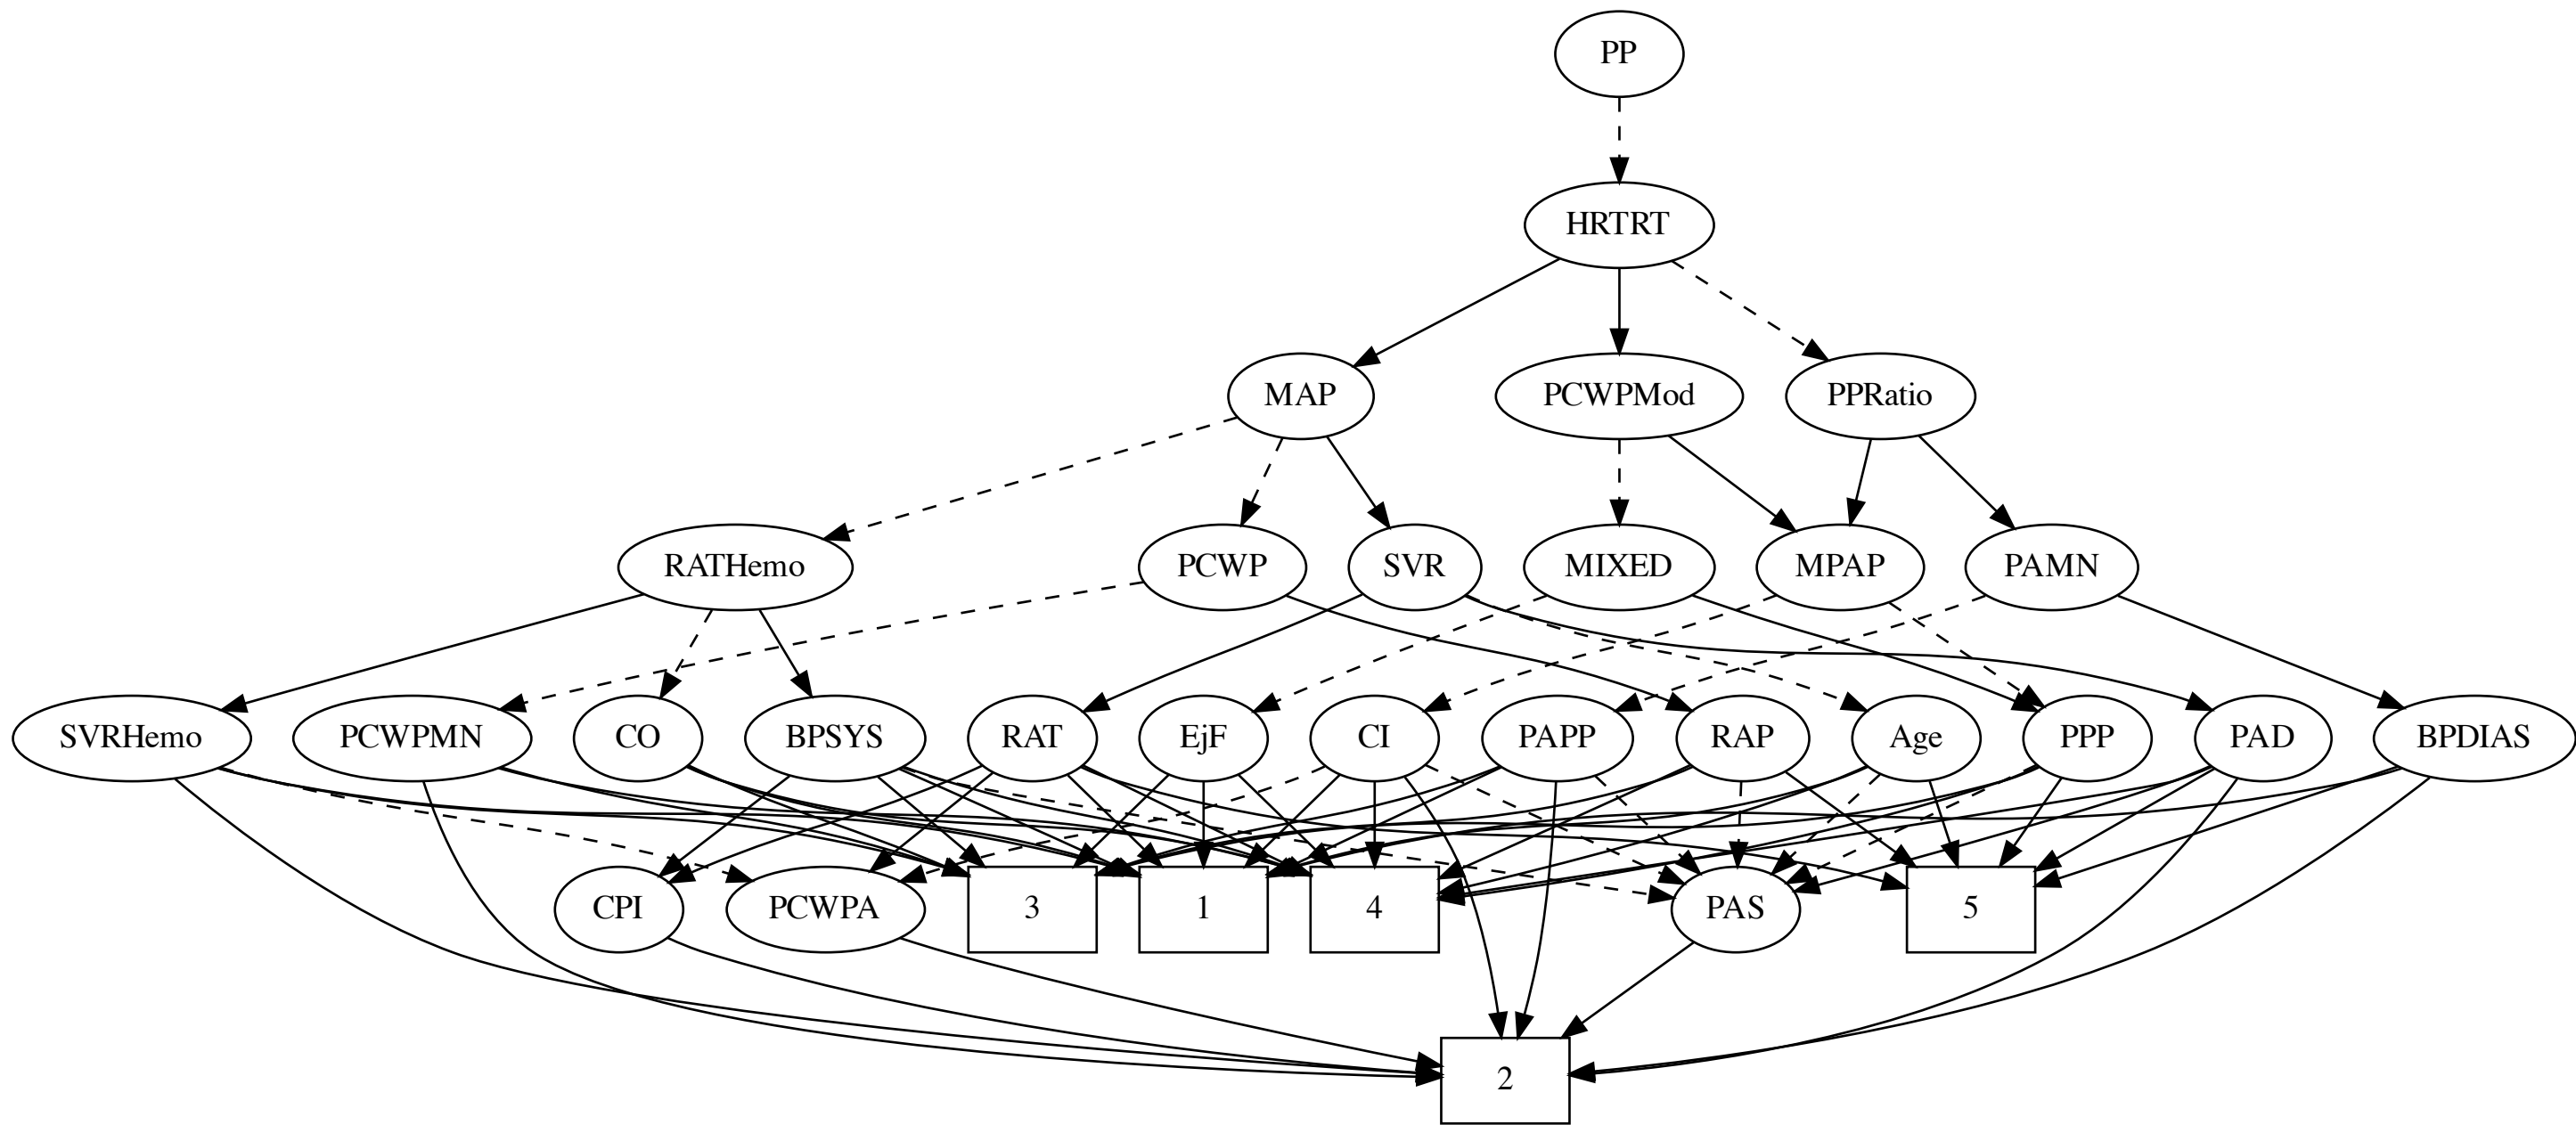 PP
HRTRT
MAP
PCWPMod
PPRatio
RATHemo
PCWP
SVR
MIXED
MPAP
PAMN
SVRHemo
PCWPMN
CO
BPSYS
RAT
EjF
CI
PAPP
RAP
Age
PPP
PAD
BPDIAS
CPI
PCWPA
3
1
4
PAS
5
2